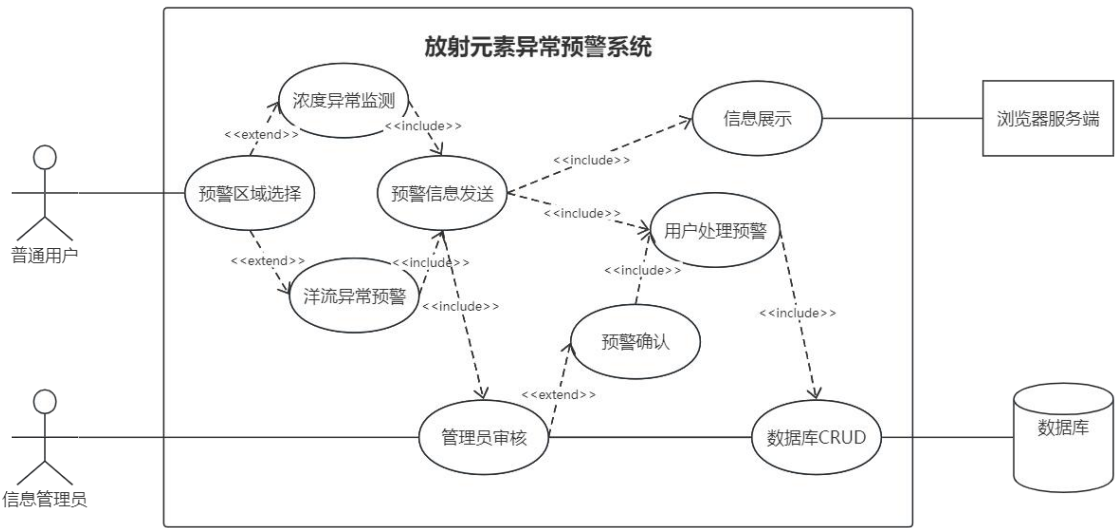 放射元素异常预警系统
浓度异常监测
信息展示
浏览器服务端
<<extend>>
<<include>>
<<include>>
预警区域选择
预警信息发送
<<include>>
用户处理预警
普通用户
<<extend>>
<<include>>
<<include>>
洋流异常预警
<<include>>
<<include>>
预警确认
<<extend>>
管理员审核
数据库CRUD
数据库
信息管理员